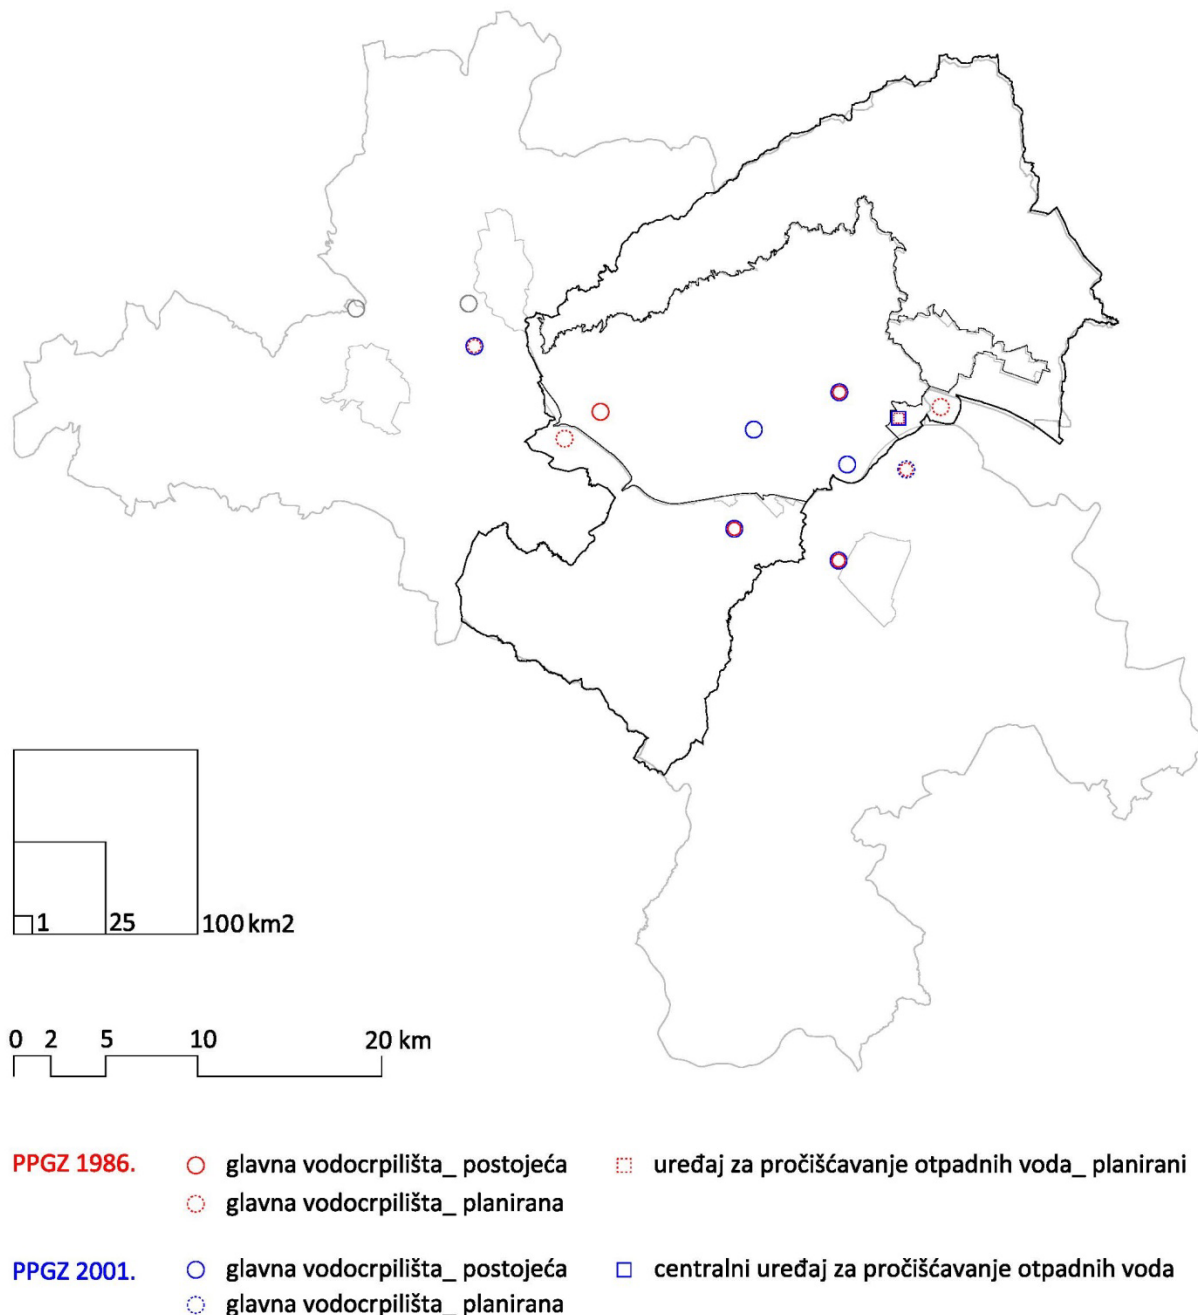 1
25
100 km2
0 2 5 10 20 km
PPGZ 1986. glavna vodocrpilišta_ postojeća uređaj za pročišćavanje otpadnih voda_ planirani
glavna vodocrpilišta_ planirana
PPGZ 2001. glavna vodocrpilišta_ postojeća centralni uređaj za pročišćavanje otpadnih voda
glavna vodocrpilišta_ planirana